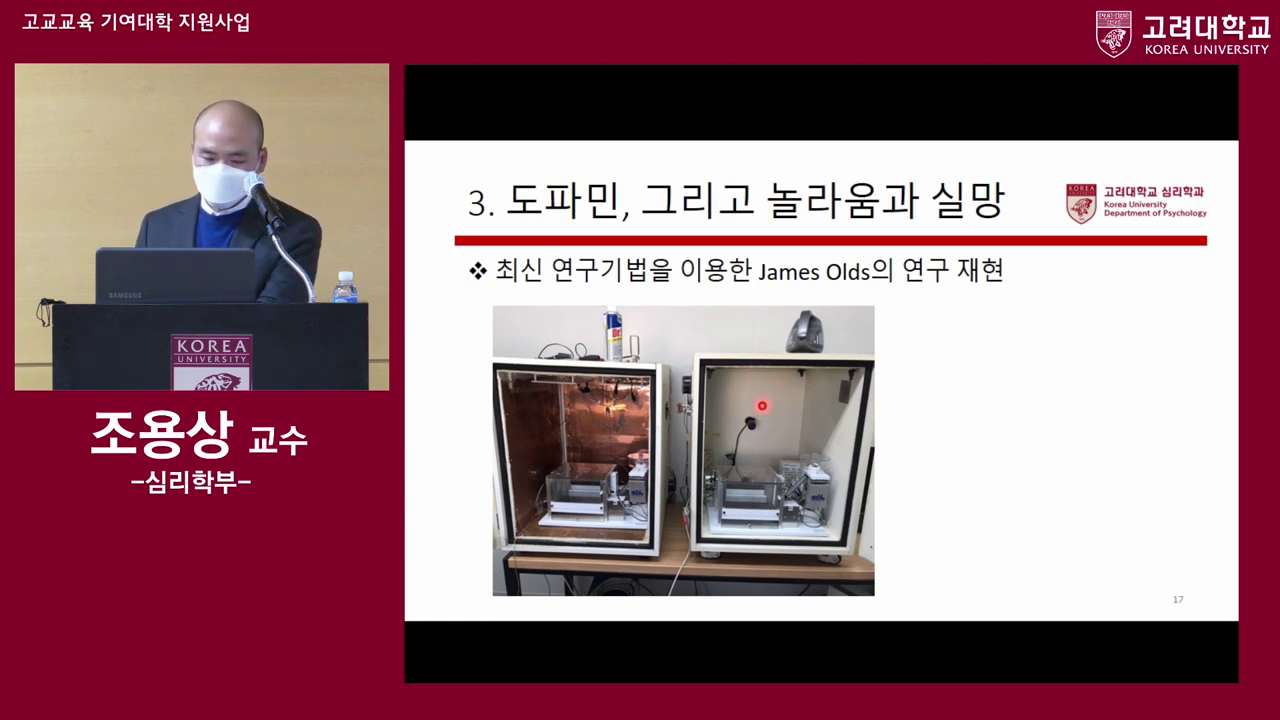 고교교육 기여대학 지원사업
고려대학교
KOREA UNIVERSITY
SAMSUNG
KOREA
UNIVERSITY
조용상 교수
-심리학부-
3. 도파민, 그리고 놀라움과 실망
KOREA
고려대학교 심리학과
Korea University
Department of Psychology
❖ 최신 연구기법을 이용한 James Olds의 연구 재현
17